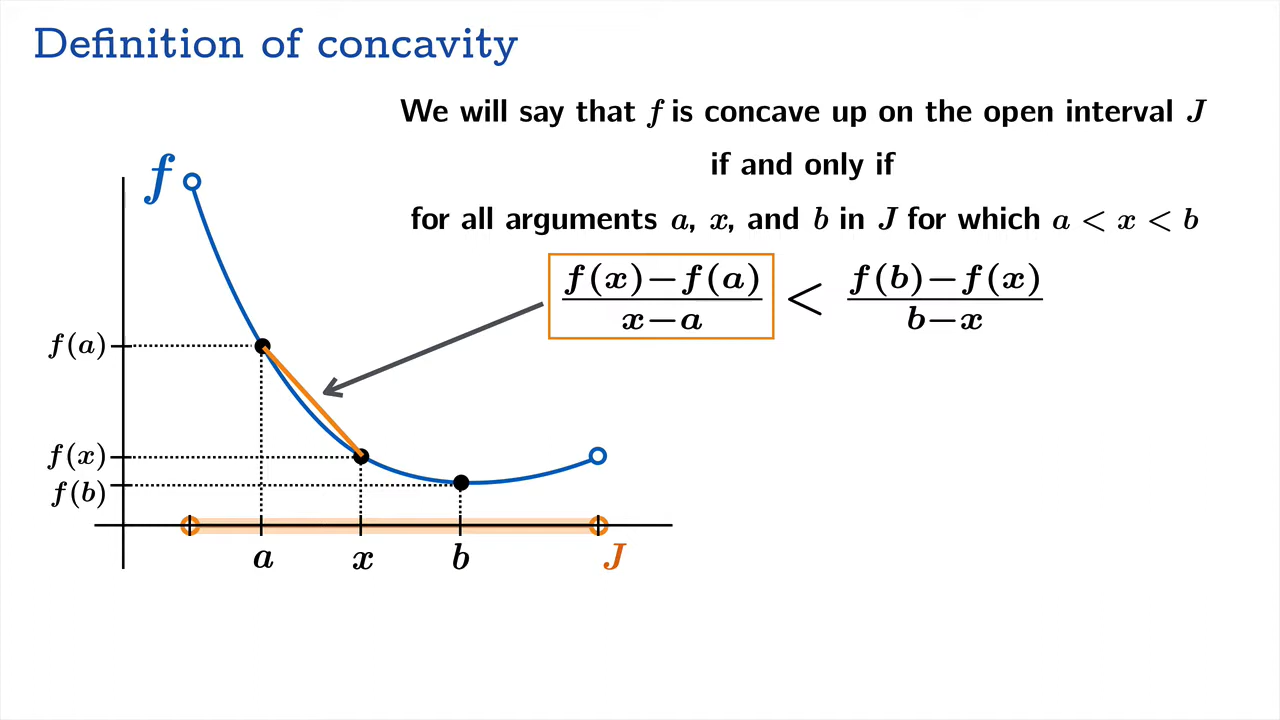 Definition of concavity
We will say that f is concave up on the open interval J
if and only if
for all arguments a, x, and b in J for which a < x < b
f(x)−f(a) / x−a < f(b)−f(x) / b−x
f
f(a)
f(x)
f(b)
a x b J